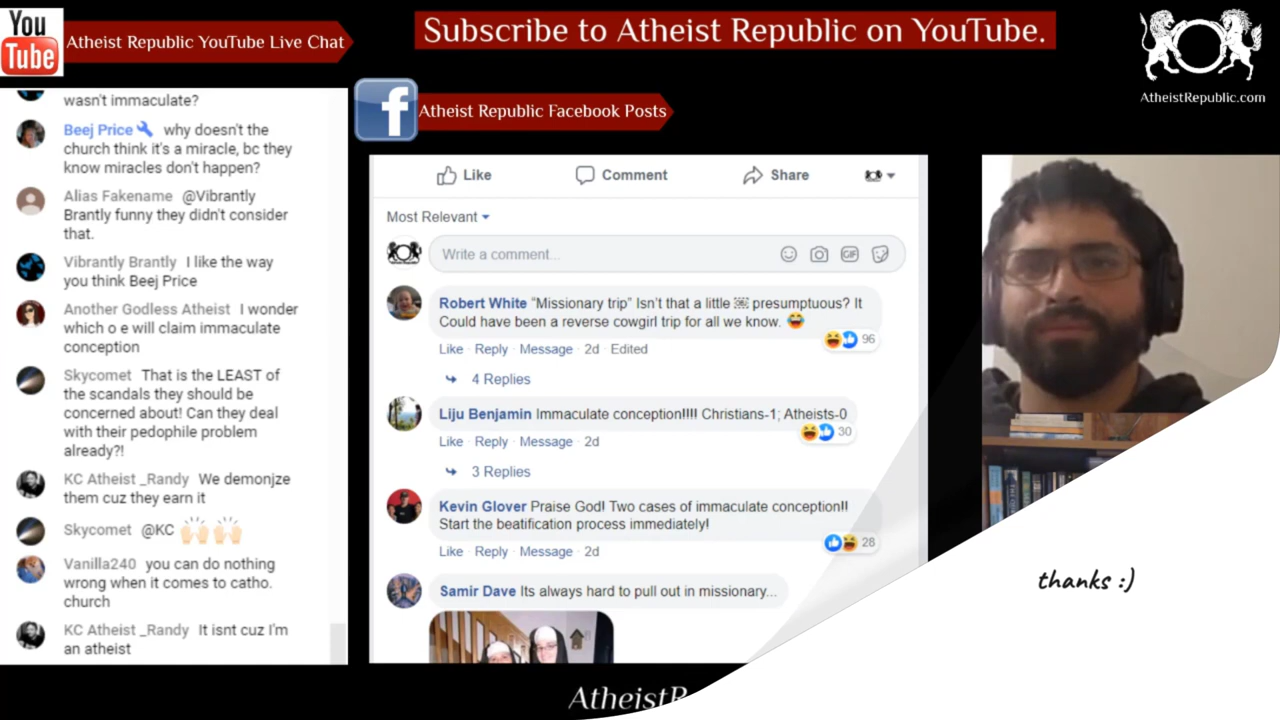 You
Tube
Atheist Republic YouTube Live Chat
Subscribe to Atheist Republic on YouTube.
AtheistRepublic.com
f
Atheist Republic Facebook Posts
wasn't immaculate?
Beej Price why doesn't the
church think it's a miracle, bc they
know miracles don't happen?
Alias Fakename @Vibrantly
Brantly funny they didn't consider
that.
Vibrantly Brantly I like the way
you think Beej Price
Another Godless Atheist I wonder
which o e will claim immaculate
conception
Skycomet That is the LEAST of
the scandals they should be
concerned about! Can they deal
with their pedophile problem
already?!
KC Atheist _Randy We demonjze
them cuz they earn it
Skycomet @KC 🙌🏻🙌🏻
Vanilla240 you can do nothing
wrong when it comes to catho.
church
KC Atheist _Randy It isnt cuz I'm
an atheist
Like Comment Share
Most Relevant
Write a comment... GIF
Robert White “Missionary trip” Isn’t that a little  presumptuous? It
Could have been a reverse cowgirl trip for all we know. 😂
96
Like · Reply · Message · 2d · Edited
4 Replies
Liju Benjamin Immaculate conception!!!! Christians-1; Atheists-0
30
Like · Reply · Message · 2d
3 Replies
Kevin Glover Praise God! Two cases of immaculate conception!!
Start the beatification process immediately!
28
Like · Reply · Message · 2d
Samir Dave Its always hard to pull out in missionary...
thanks :)